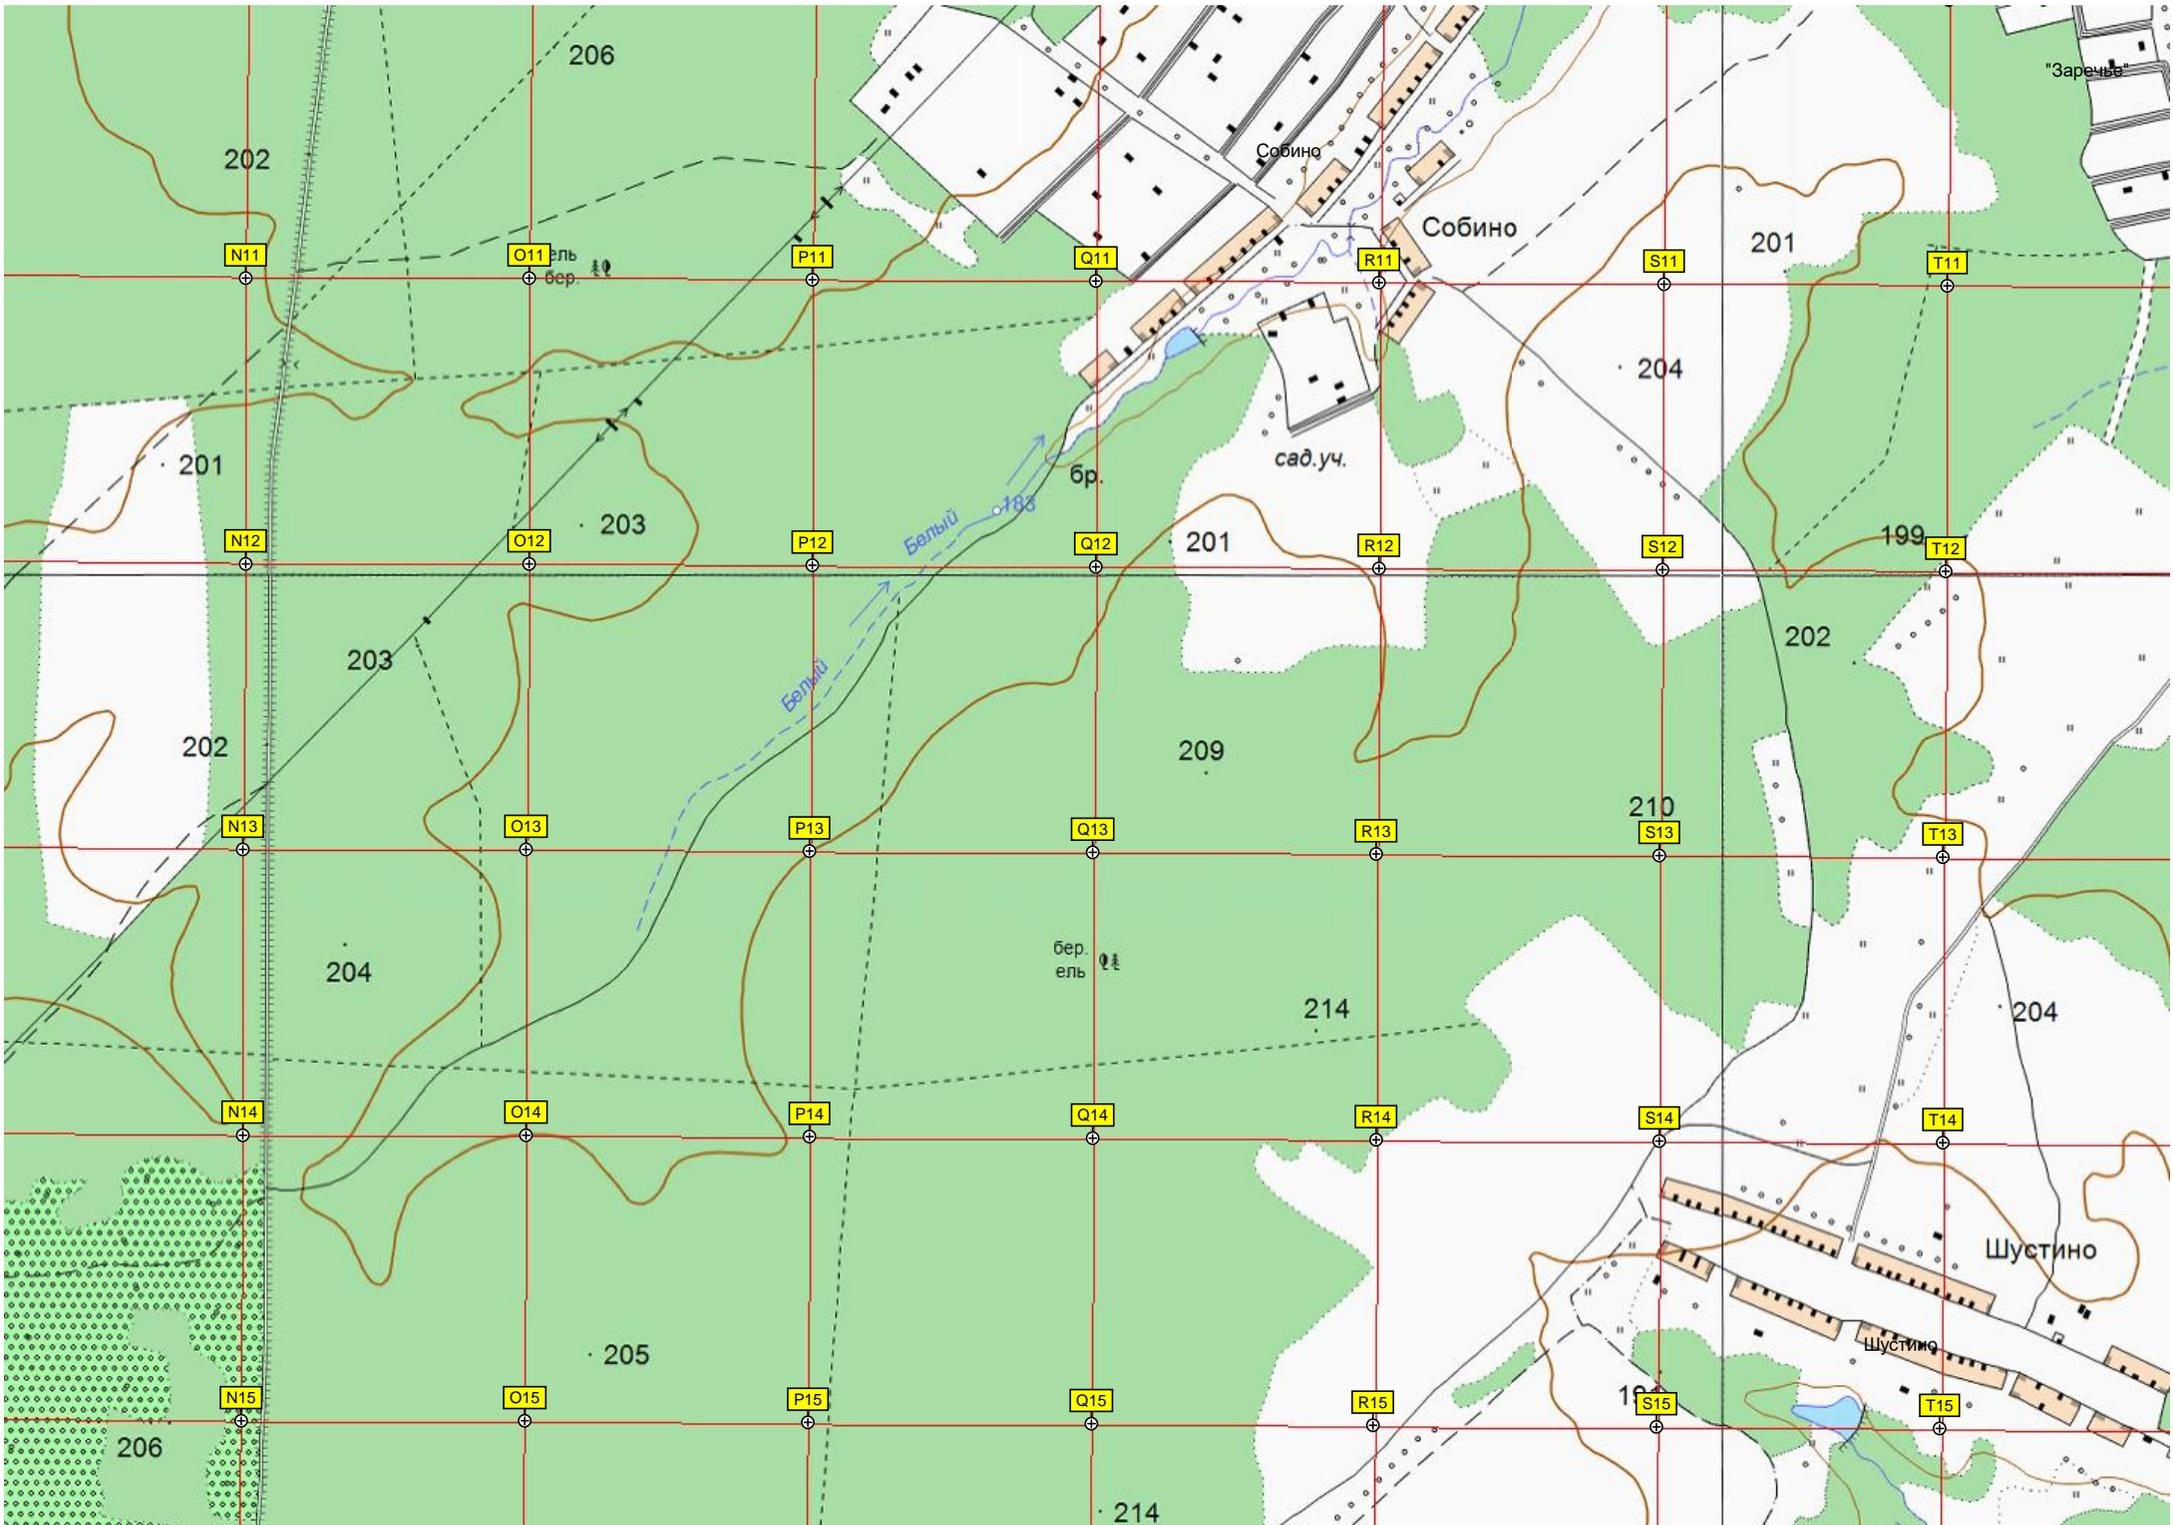 206
"Заречье"
202
Собино
Собино
201
N11
O11
ель
бер.
P11
Q11
R11
S11
T11
204
201
сад.уч.
бр.
183
Белый
203
199
N12
O12
P12
Q12
201
R12
S12
T12
202
203
Белый
202
209
210
N13
O13
P13
Q13
R13
S13
T13
бер.
ель
204
214
204
N14
O14
P14
Q14
R14
S14
T14
Шустино
Шустино
205
N15
O15
P15
Q15
R15
S15
T15
206
214